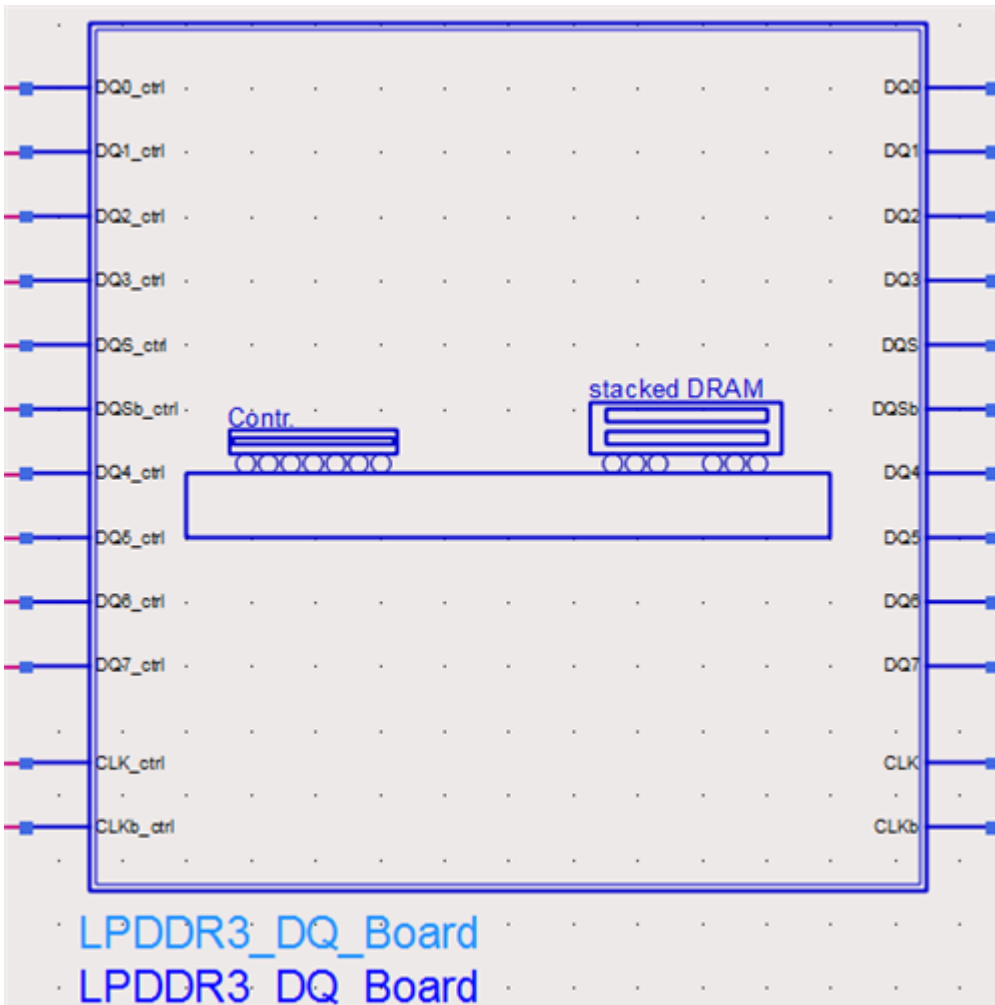 DQ0_ctrl DQ0
DQ1_ctrl DQ1
DQ2_ctrl DQ2
DQ3_ctrl DQ3
DQS_ctrl DQS
stacked DRAM
DQSb_ctrl DQSb
Contr.
DQ4_ctrl DQ4
DQ5_ctrl DQ5
DQ6_ctrl DQ6
DQ7_ctrl DQ7
CLK_ctrl CLK
CLKb_ctrl CLKb
LPDDR3_DQ_Board
LPDDR3_DQ_Board